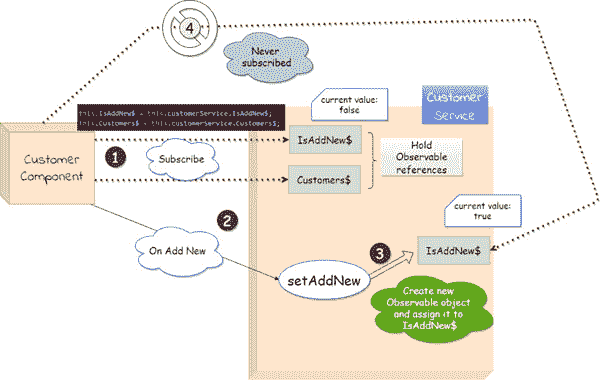 4
Never
subscribed
this.IsAddNew$ = this.customerService.IsAddNew$;
this.Customers$ = this.customerService.Customers$;
current value:
false
Customer
Service
Customer
Component
1
Subscribe
IsAddNew$
Customers$
Hold
Observable
references
current value:
true
2
On Add New
setAddNew
3
IsAddNew$
Create new
Observable object
and assign it to
IsAddNew$